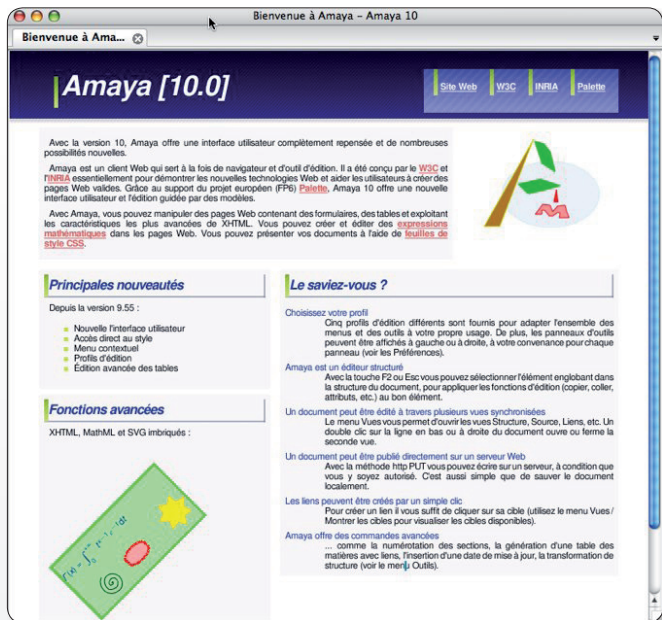 Bienvenue à Amaya – Amaya 10
Bienvenue à Ama...
Amaya [10.0]
Site Web W3C INRIA Palette
Avec la version 10, Amaya offre une interface utilisateur complètement repensée et de nombreuses
possibilités nouvelles.
Amaya est un client Web qui sert à la fois de navigateur et d'outil d'édition. Il a été conçu par le W3C et
l'INRIA essentiellement pour démontrer les nouvelles technologies Web et aider les utilisateurs à créer des
pages Web valides. Grâce au support du projet européen (FP6) Palette, Amaya 10 offre une nouvelle
interface utilisateur et l'édition guidée par des modèles.
Avec Amaya, vous pouvez manipuler des pages Web contenant des formulaires, des tables et exploitant
les caractéristiques les plus avancées de XHTML. Vous pouvez créer et éditer des expressions
mathématiques dans les pages Web. Vous pouvez présenter vos documents à l'aide de feuilles de
style CSS.
Principales nouveautés
Depuis la version 9.55 :
Nouvelle l'interface utilisateur
Accès direct au style
Menu contextuel
Profils d'édition
Édition avancée des tables
Fonctions avancées
XHTML, MathML et SVG imbriqués :
Le saviez-vous ?
Choisissez votre profil
Cinq profils d'édition différents sont fournis pour adapter l'ensemble des
menus et des outils à votre propre usage. De plus, les panneaux d'outils
peuvent être affichés à gauche ou à droite, à votre convenance pour chaque
panneau (voir les Préférences).
Amaya est un éditeur structuré
Avec la touche F2 ou Esc vous pouvez sélectionner l'élément englobant dans
la structure du document, pour appliquer les fonctions d'édition (copier, coller,
attributs, etc.) au bon élément.
Un document peut être édité à travers plusieurs vues synchronisées
Le menu Vues vous permet d'ouvrir les vues Structure, Source, Liens, etc. Un
double clic sur la ligne en bas ou à droite du document ouvre ou ferme la
seconde vue.
Un document peut être publié directement sur un serveur Web
Avec la méthode http PUT vous pouvez écrire sur un serveur, à condition que
vous y soyez autorisé. C'est aussi simple que de sauver le document
localement.
Les liens peuvent être créés par un simple clic
Pour créer un lien il vous suffit de cliquer sur sa cible (utilisez le menu Vues /
Montrer les cibles pour visualiser les cibles disponibles).
Amaya offre des commandes avancées
... comme la numérotation des sections, la génération d'une table des
matières avec liens, l'insertion d'une date de mise à jour, la transformation de
structure (voir le menu Outils).